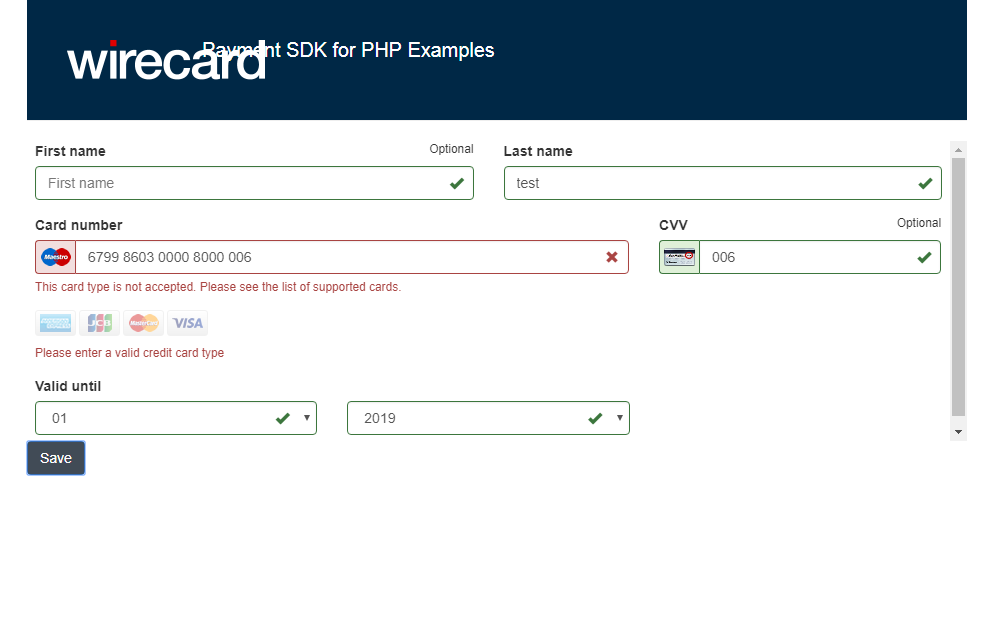 wirecard
Payment SDK for PHP Examples
First name
Optional
First name
Last name
test
Card number
Maestro
6799 8603 0000 8000 006
This card type is not accepted. Please see the list of supported cards.
CVV
Optional
006
JCB
MasterCard
VISA
Please enter a valid credit card type
Valid until
01
2019
Save